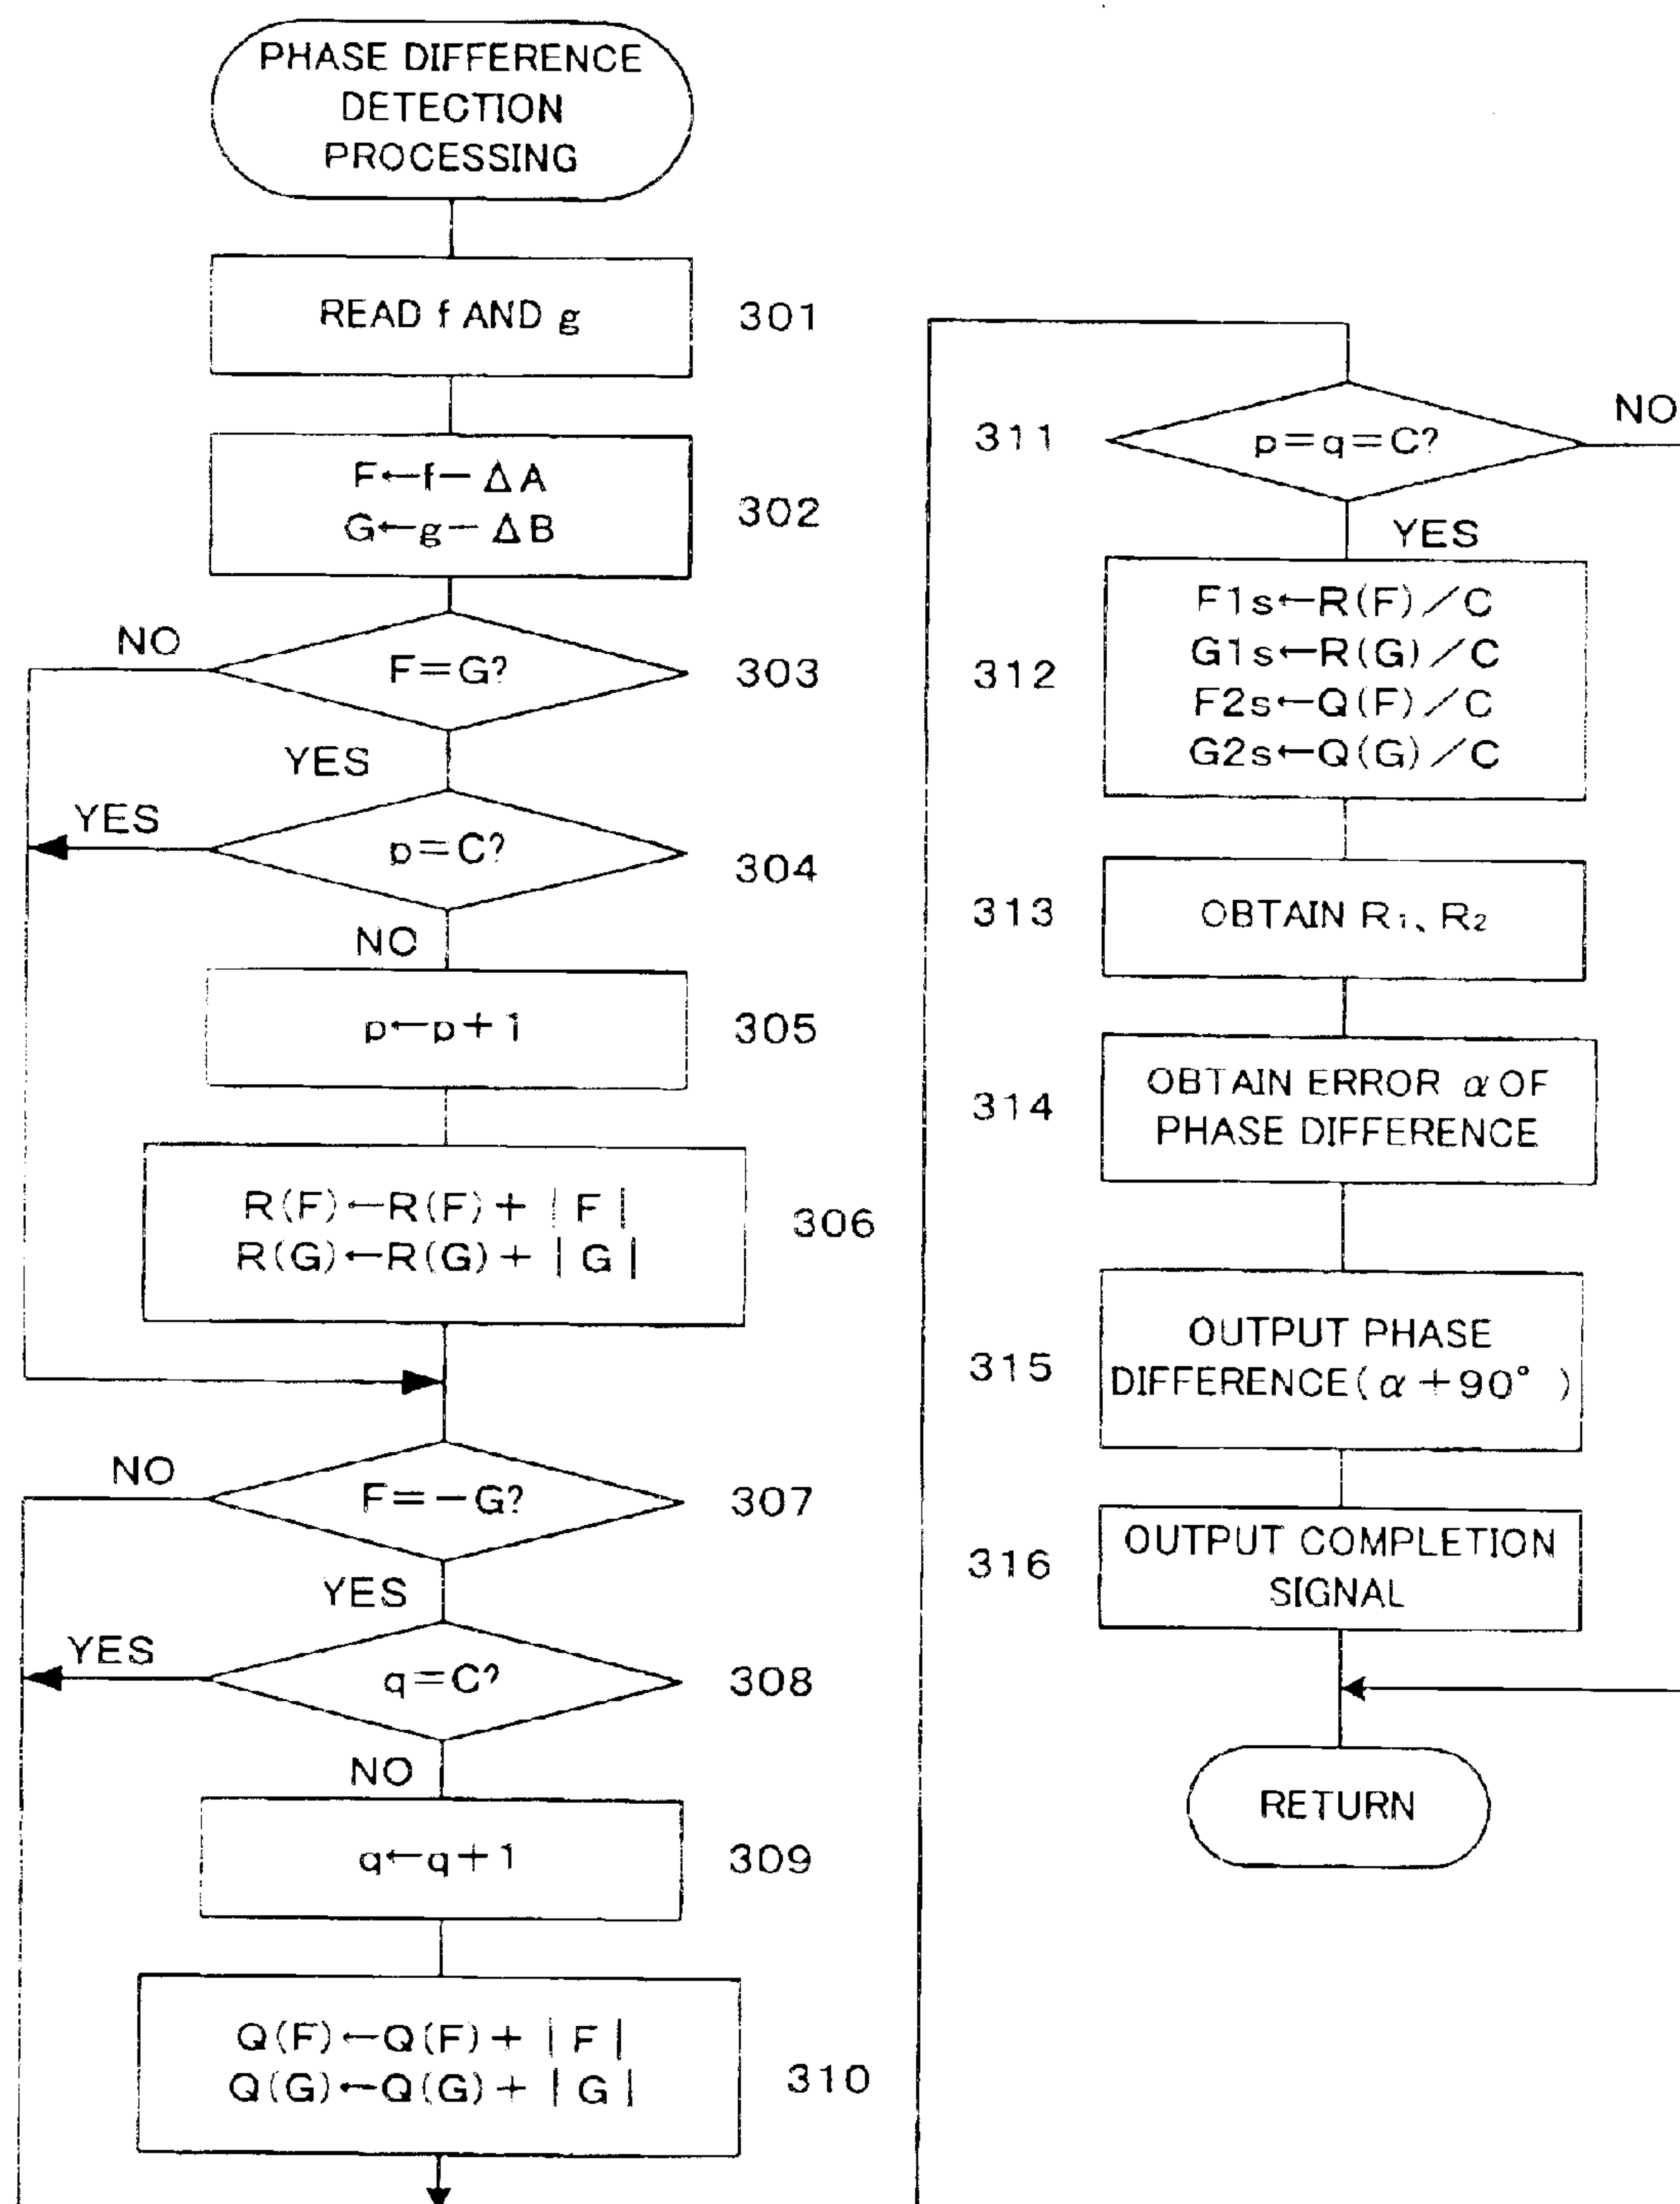 PHASE DIFFERENCE
DETECTION
PROCESSING
READ f AND g
301
F←f−ΔA
G←g−ΔB
302
NO
F=G?
303
YES
YES
p=C?
304
NO
p←p+1
305
R(F)←R(F)+|F|
R(G)←R(G)+|G|
306
NO
F=−G?
307
YES
YES
q=C?
308
NO
q←q+1
309
Q(F)←Q(F)+|F|
Q(G)←Q(G)+|G|
310
311
p=q=C?
NO
YES
312
F1s←R(F)/C
G1s←R(G)/C
F2s←Q(F)/C
G2s←Q(G)/C
313
OBTAIN R₁、R₂
314
OBTAIN ERROR α OF
PHASE DIFFERENCE
315
OUTPUT PHASE
DIFFERENCE(α+90°)
316
OUTPUT COMPLETION
SIGNAL
RETURN